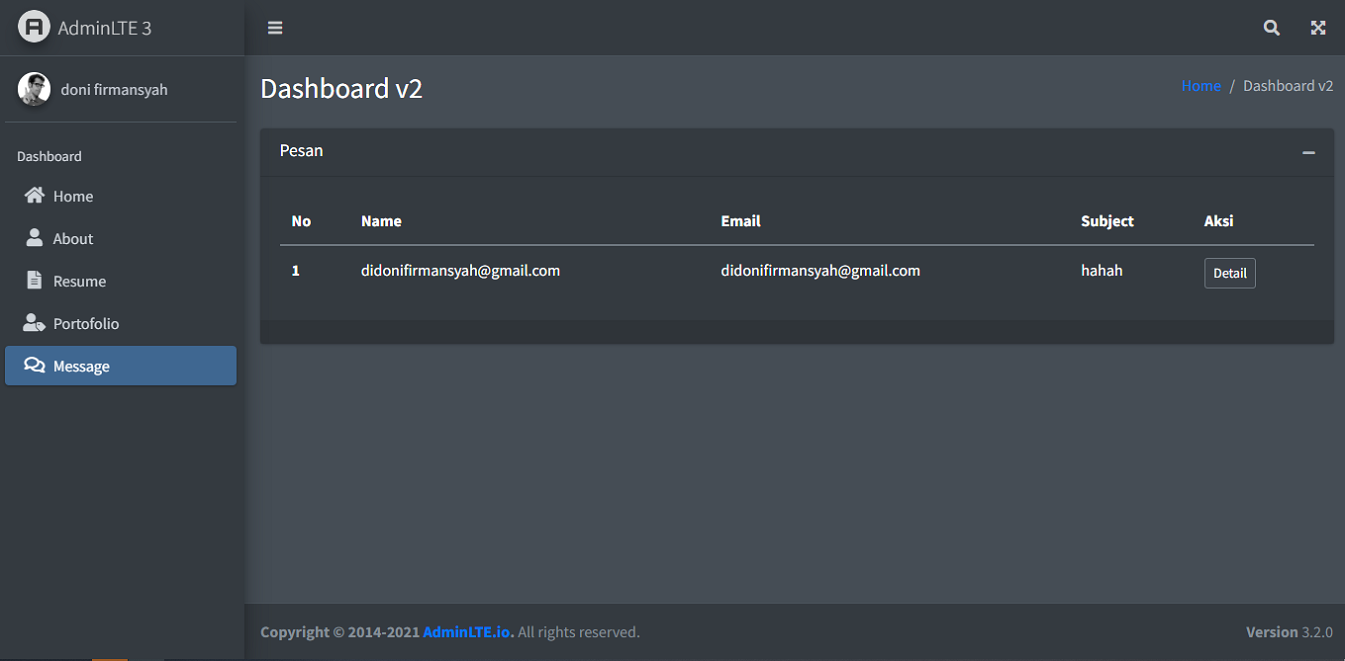 AdminLTE 3
doni firmansyah
Dashboard
Home
About
Resume
Portofolio
Message
Dashboard v2
Home / Dashboard v2
Pesan
No Name Email Subject Aksi
1 didonifirmansyah@gmail.com didonifirmansyah@gmail.com hahah Detail
Copyright © 2014-2021 AdminLTE.io. All rights reserved.
Version 3.2.0